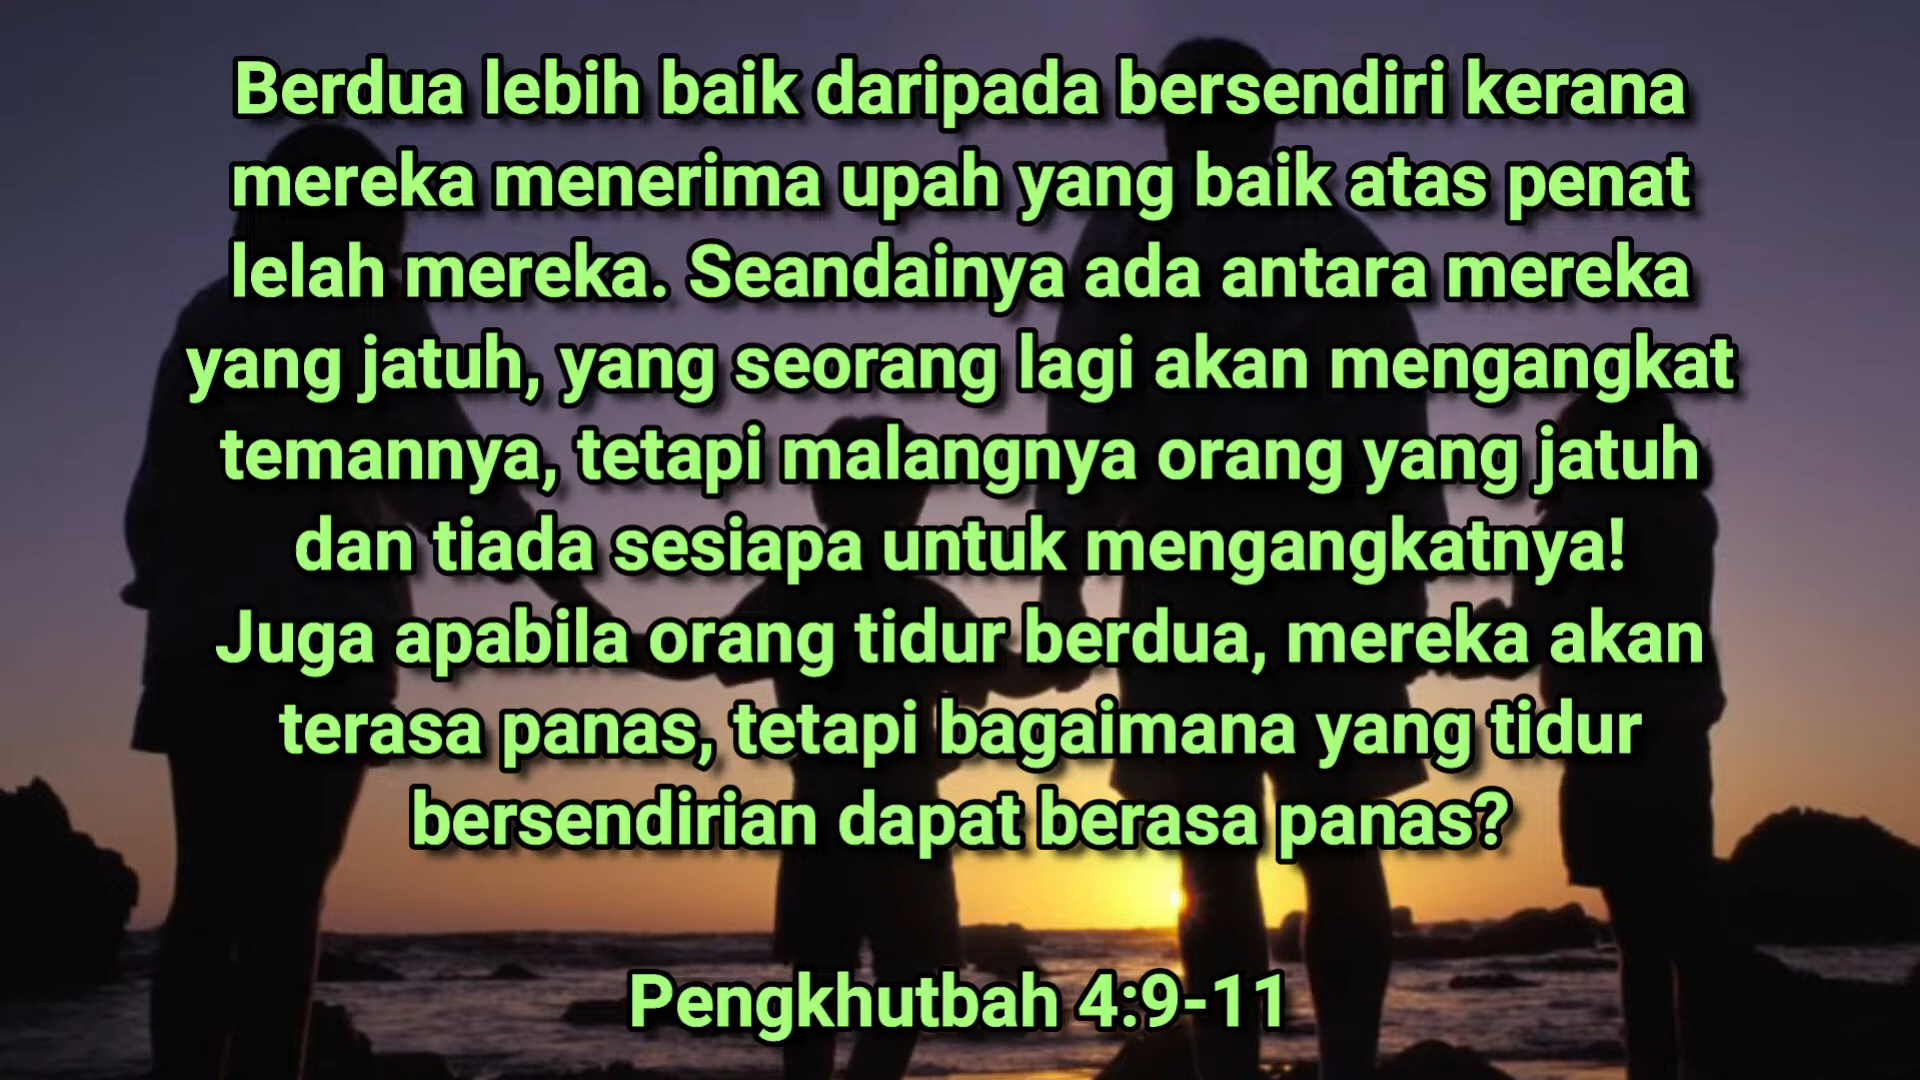 Berdua lebih baik daripada bersendiri kerana
mereka menerima upah yang baik atas penat
lelah mereka. Seandainya ada antara mereka
yang jatuh, yang seorang lagi akan mengangkat
temannya, tetapi malangnya orang yang jatuh
dan tiada sesiapa untuk mengangkatnya!
Juga apabila orang tidur berdua, mereka akan
terasa panas, tetapi bagaimana yang tidur
bersendirian dapat berasa panas?
Pengkhutbah 4:9-11